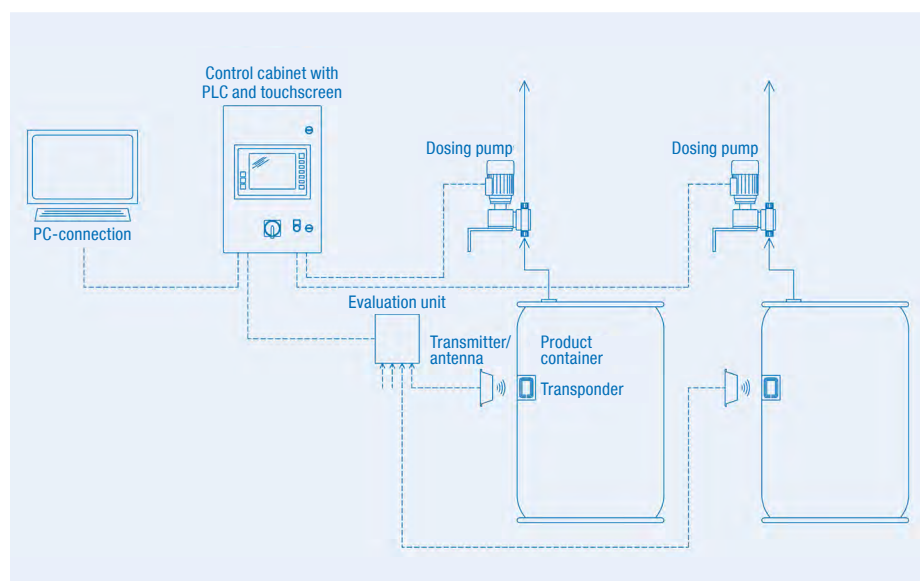 Control cabinet with
PLC and touchscreen
Dosing pump
Dosing pump
PC-connection
Evaluation unit
Transmitter/
antenna
Product
container
Transponder